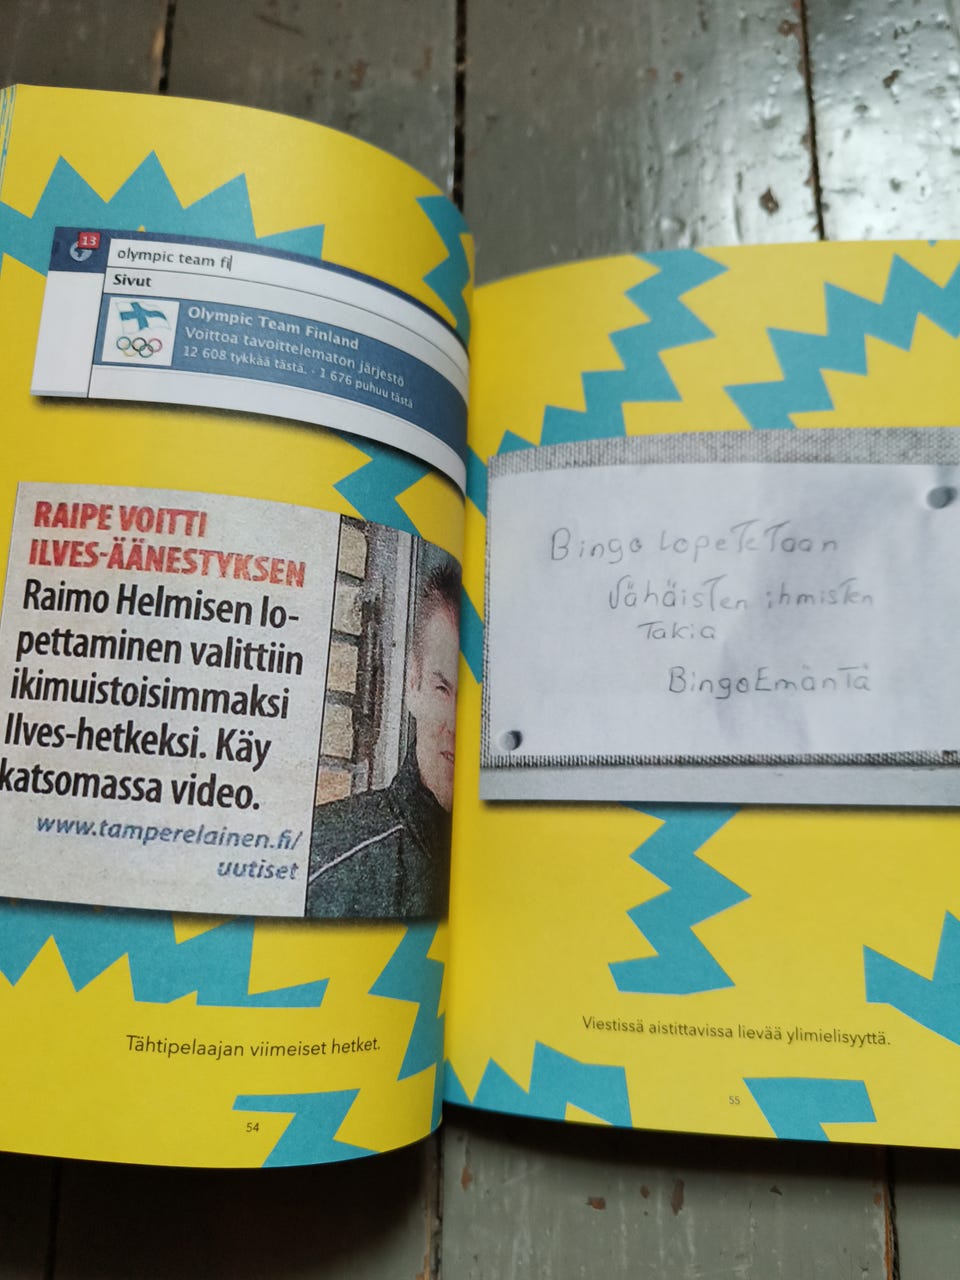 13
olympic team fi
Sivut
Olympic Team Finland
Voittoa tavoittelematon järjestö
12 608 tykkää tästä. · 1 676 puhuu tästä
RAIPE VOITTI
ILVES-ÄÄNESTYKSEN
Raimo Helmisen lo-
pettaminen valittiin
ikimuistoisimmaksi
Ilves-hetkeksi. Käy
katsomassa video.
www.tamperelainen.fi/
uutiset
Tähtipelaajan viimeiset hetket.
54
Bingo lopeTeTaan
Vähäisten ihmisten
Takia
BingoEmänTä
Viestissä aistittavissa lievää ylimielisyyttä.
55